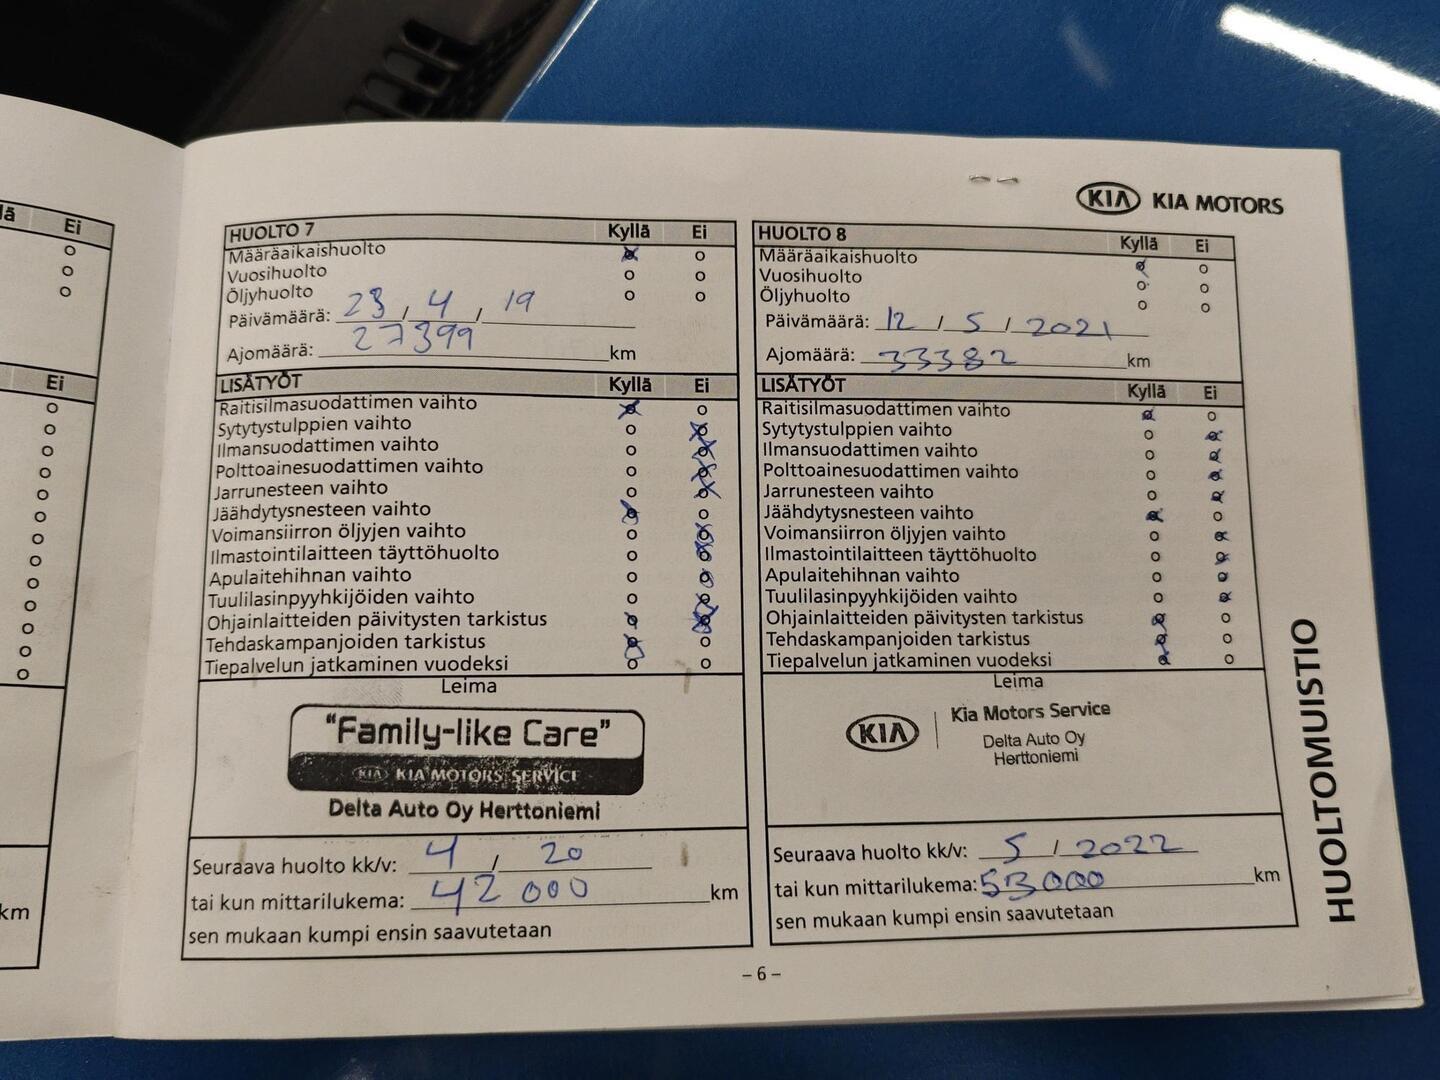 lä Ei
Ei
km
KIA KIA MOTORS
HUOLTO 7 Kyllä Ei
Määräaikaishuolto
Vuosihuolto
Öljyhuolto
Päivämäärä: 23 / 4 / 19
Ajomäärä: 27399 km
LISÄTYÖT Kyllä Ei
Raitisilmasuodattimen vaihto
Sytytystulppien vaihto
Ilmansuodattimen vaihto
Polttoainesuodattimen vaihto
Jarrunesteen vaihto
Jäähdytysnesteen vaihto
Voimansiirron öljyjen vaihto
Ilmastointilaitteen täyttöhuolto
Apulaitehihnan vaihto
Tuulilasinpyyhkijöiden vaihto
Ohjainlaitteiden päivitysten tarkistus
Tehdaskampanjoiden tarkistus
Tiepalvelun jatkaminen vuodeksi
Leima
"Family-like Care"
KIA KIA MOTORS SERVICE
Delta Auto Oy Herttoniemi
Seuraava huolto kk/v: 4 / 20
tai kun mittarilukema: 42 000 km
sen mukaan kumpi ensin saavutetaan
HUOLTO 8 Kyllä Ei
Määräaikaishuolto
Vuosihuolto
Öljyhuolto
Päivämäärä: 12 / 5 / 2021
Ajomäärä: 33382 km
LISÄTYÖT Kyllä Ei
Raitisilmasuodattimen vaihto
Sytytystulppien vaihto
Ilmansuodattimen vaihto
Polttoainesuodattimen vaihto
Jarrunesteen vaihto
Jäähdytysnesteen vaihto
Voimansiirron öljyjen vaihto
Ilmastointilaitteen täyttöhuolto
Apulaitehihnan vaihto
Tuulilasinpyyhkijöiden vaihto
Ohjainlaitteiden päivitysten tarkistus
Tehdaskampanjoiden tarkistus
Tiepalvelun jatkaminen vuodeksi
Leima
KIA Kia Motors Service
Delta Auto Oy
Herttoniemi
Seuraava huolto kk/v: 5 / 2022
tai kun mittarilukema: km
sen mukaan kumpi ensin saavutetaan
HUOLTOMUISTIO
– 6 –